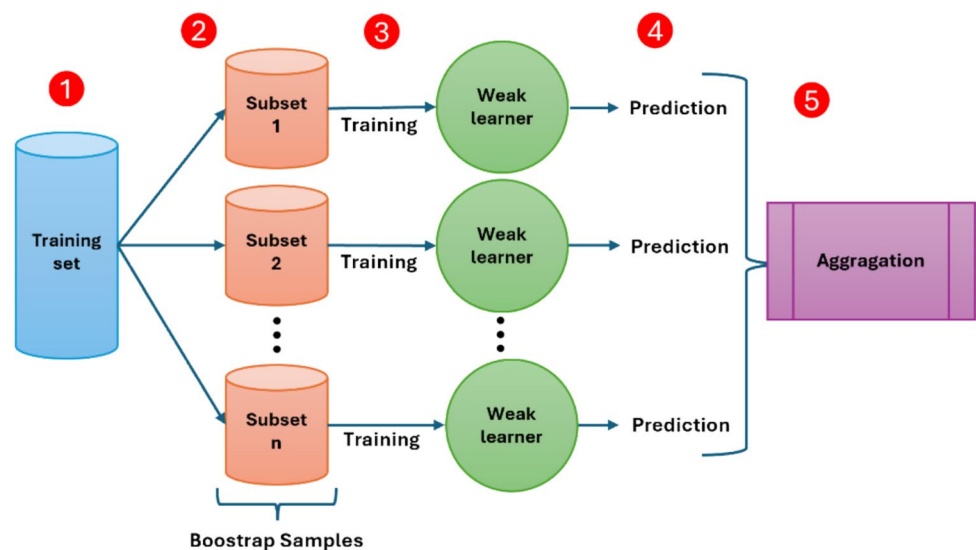 1
2
3
4
5
Training
set
Subset
1
Training
Weak
learner
Prediction
Subset
2
Training
Weak
learner
Prediction
Aggragation
Subset
n
Training
Weak
learner
Prediction
Boostrap Samples